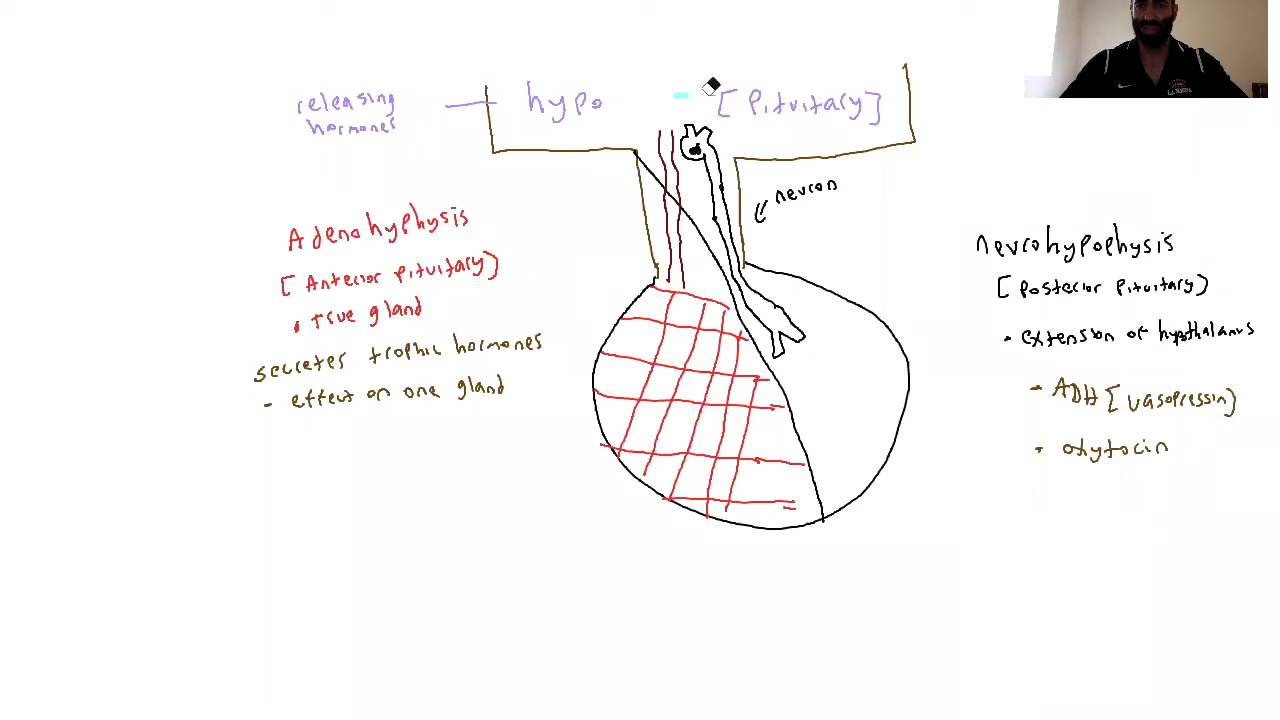 releasing
hormones
hypo
[Pituitary]
neuron
Adenohyphysis
[Anterior pituitary]
• True gland
secretes trophic hormones
- effect on one gland
neurohypophysis
[posterior pituitary]
• extension of hypothalamus
- ADH [vasopressin]
- oxytocin